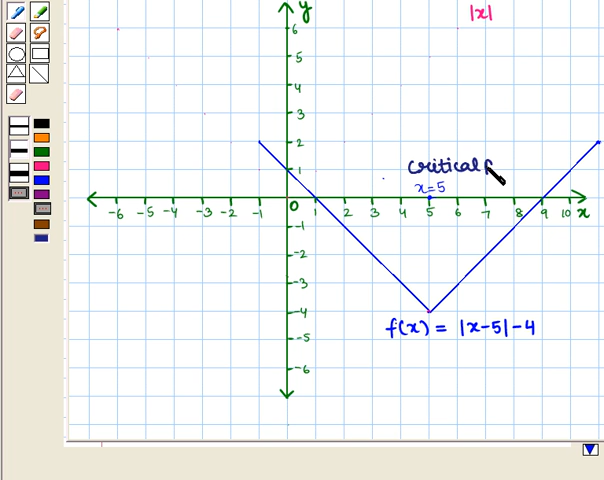 |x|
y
6
5
4
3
2
1
critical
x=5
-6 -5 -4 -3 -2 -1 0 1 2 3 4 5 6 7 8 9 10 x
-1
-2
-3
-4
f(x) = |x-5|-4
-5
-6